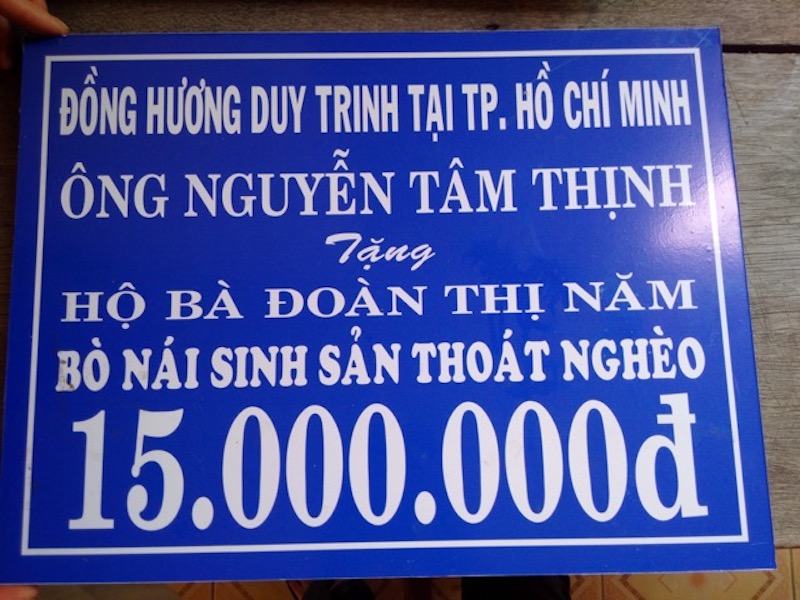 ĐỒNG HƯƠNG DUY TRINH TẠI TP. HỒ CHÍ MINH
ÔNG NGUYỄN TÂM THỊNH
Tặng
HỘ BÀ ĐOÀN THỊ NĂM
BÒ NÁI SINH SẢN THOÁT NGHÈO
15.000.000đ